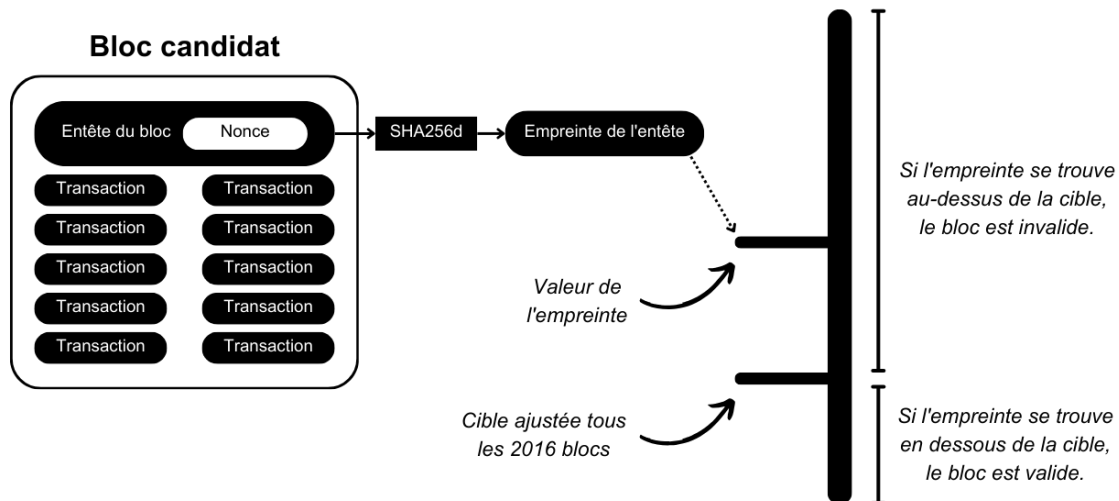 Bloc candidat
Entête du bloc
Nonce
SHA256d
Empreinte de l'entête
Transaction
Transaction
Transaction
Transaction
Transaction
Transaction
Transaction
Transaction
Transaction
Transaction
Valeur de
l'empreinte
Cible ajustée tous
les 2016 blocs
Si l'empreinte se trouve
au-dessus de la cible,
le bloc est invalide.
Si l'empreinte se trouve
en dessous de la cible,
le bloc est valide.